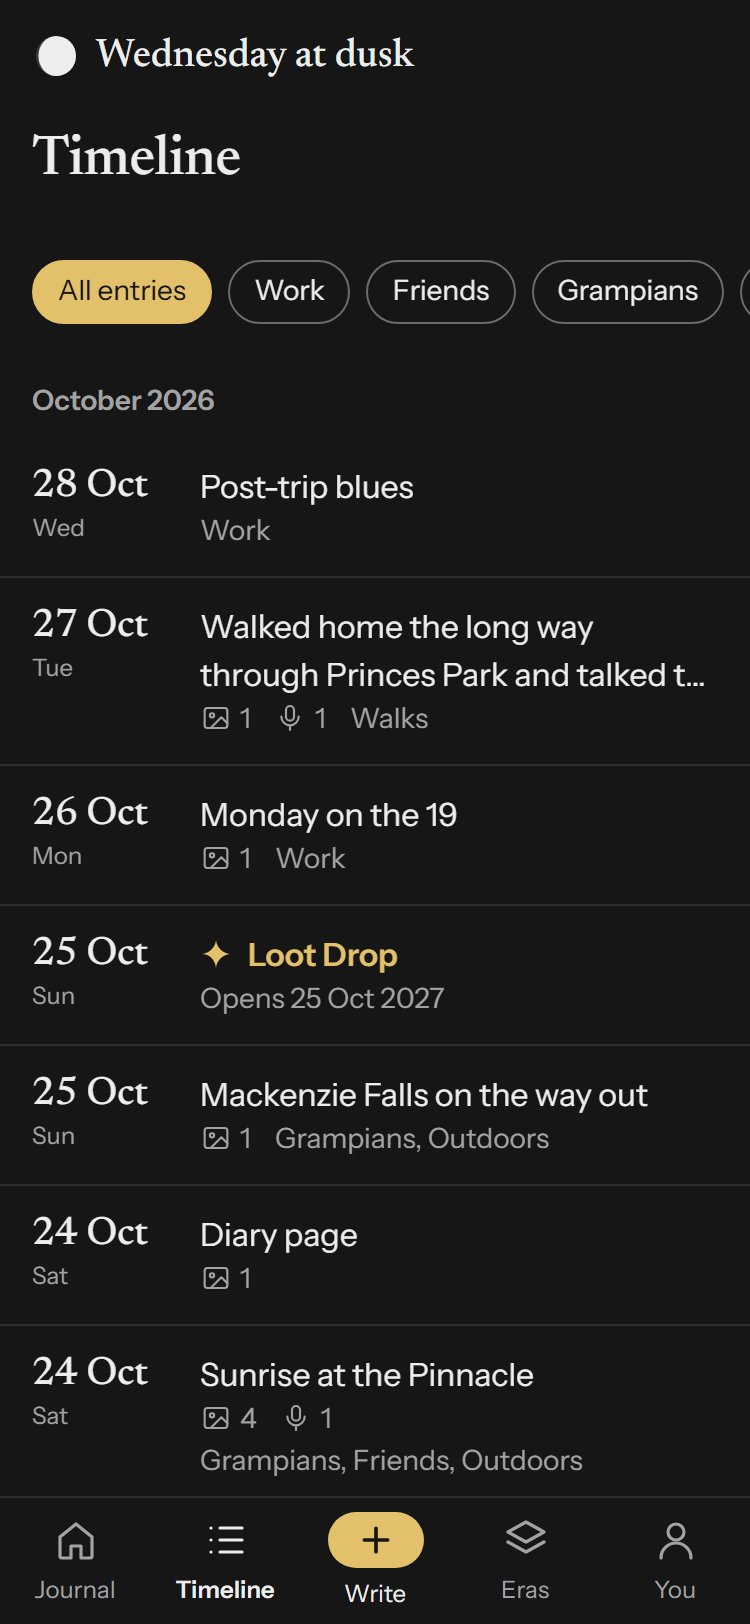 Wednesday at dusk
Timeline
All entries Work Friends Grampians
October 2026
28 Oct Post-trip blues
Wed Work
27 Oct Walked home the long way
Tue through Princes Park and talked t...
1 1 Walks
26 Oct Monday on the 19
Mon 1 Work
25 Oct Loot Drop
Sun Opens 25 Oct 2027
25 Oct Mackenzie Falls on the way out
Sun 1 Grampians, Outdoors
24 Oct Diary page
Sat 1
24 Oct Sunrise at the Pinnacle
Sat 4 1
Grampians, Friends, Outdoors
Journal Timeline Write Eras You